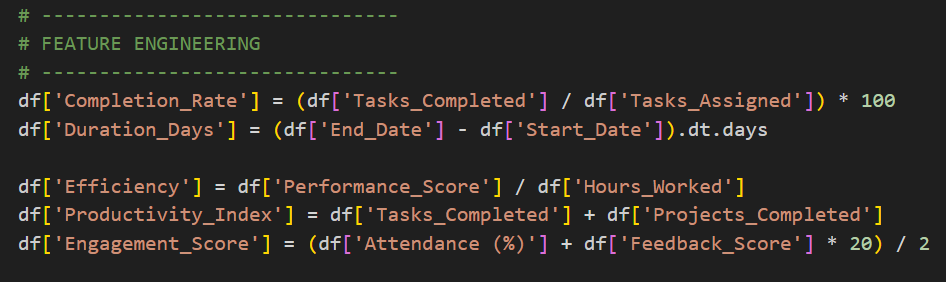 # -------------------------------
# FEATURE ENGINEERING
# -------------------------------
df['Completion_Rate'] = (df['Tasks_Completed'] / df['Tasks_Assigned']) * 100
df['Duration_Days'] = (df['End_Date'] - df['Start_Date']).dt.days
df['Efficiency'] = df['Performance_Score'] / df['Hours_Worked']
df['Productivity_Index'] = df['Tasks_Completed'] + df['Projects_Completed']
df['Engagement_Score'] = (df['Attendance (%)'] + df['Feedback_Score'] * 20) / 2